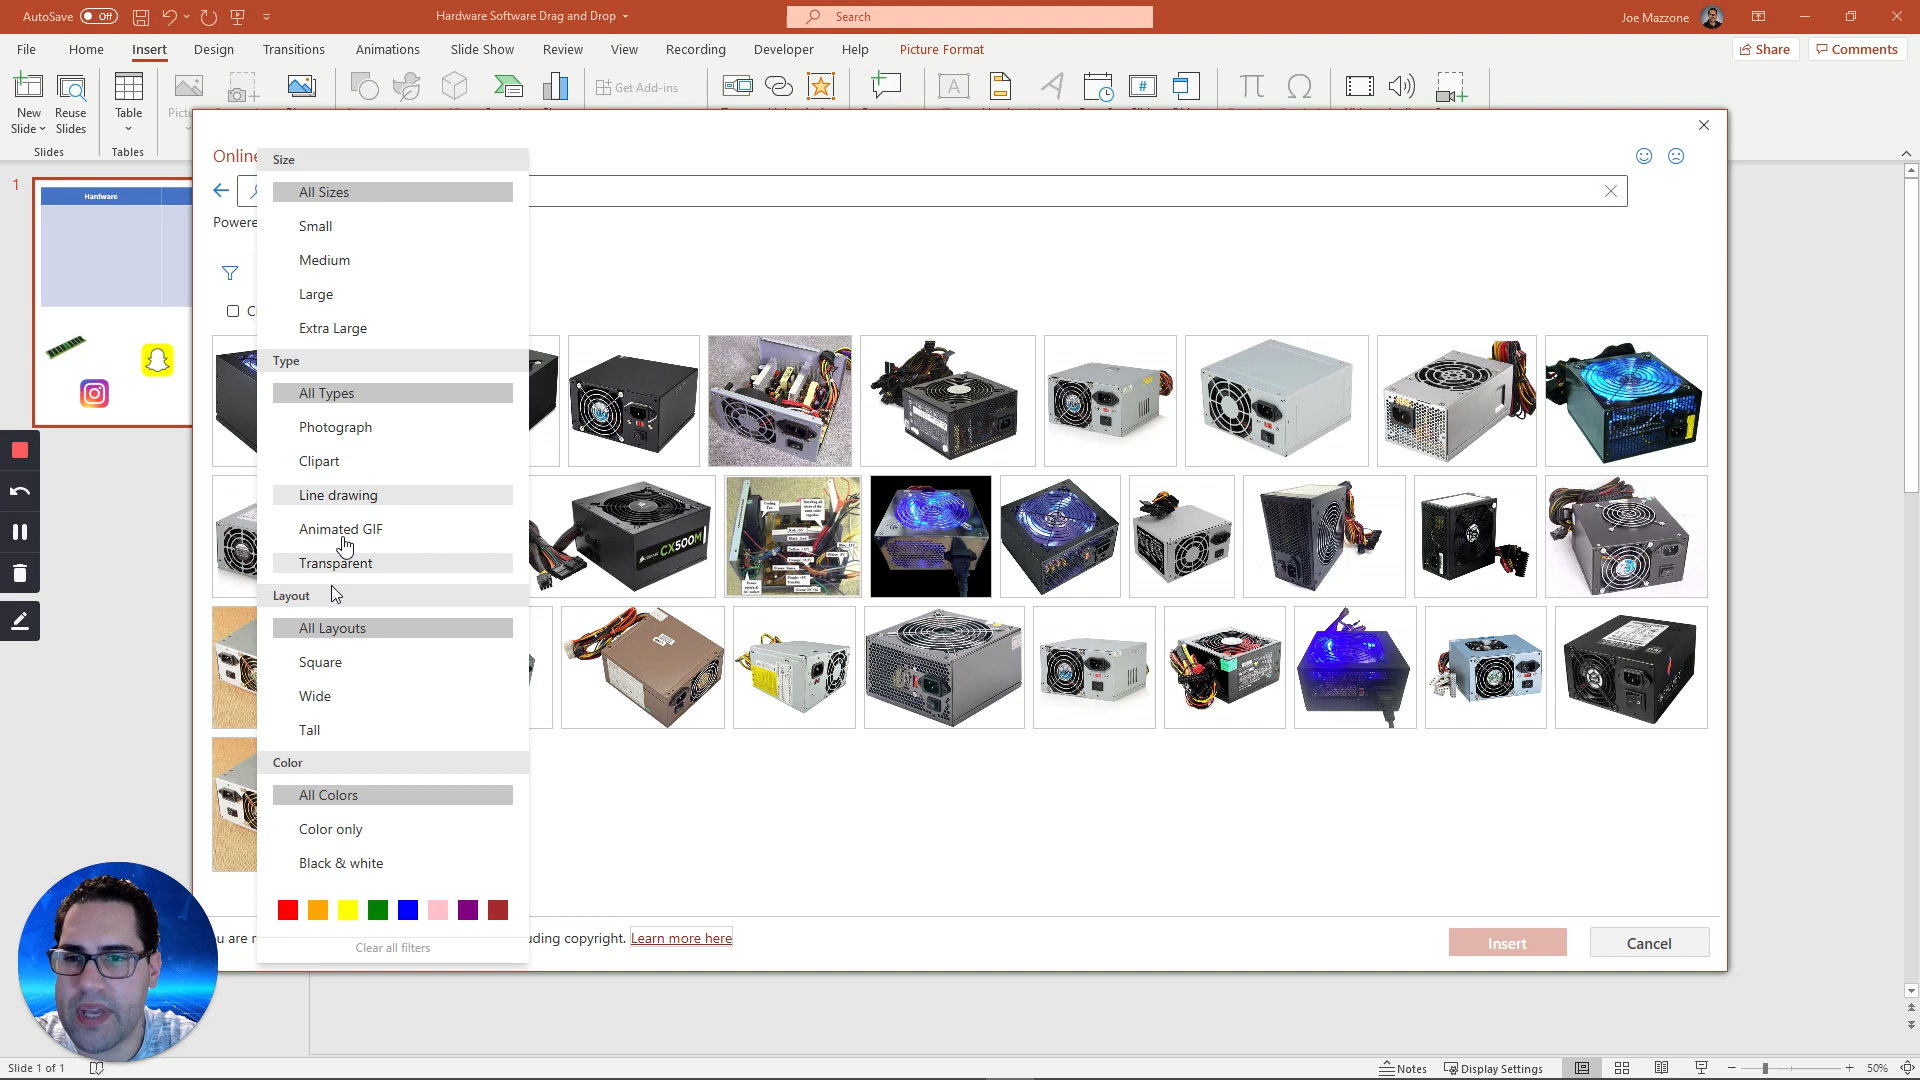 AutoSave Off
Hardware Software Drag and Drop
Search
Joe Mazzone
File Home Insert Design Transitions Animations Slide Show Review View Recording Developer Help Picture Format
Share Comments
New Slide
Reuse Slides
Table
Get Add-ins
Slides
Tables
1
Hardware
Size
All Sizes
Small
Medium
Large
Extra Large
Type
All Types
Photograph
Clipart
Line drawing
Animated GIF
Transparent
Layout
All Layouts
Square
Wide
Tall
Color
All Colors
Color only
Black & white
Clear all filters
CX500M
uding copyright. Learn more here
Insert
Cancel
Slide 1 of 1
Notes
Display Settings
50%